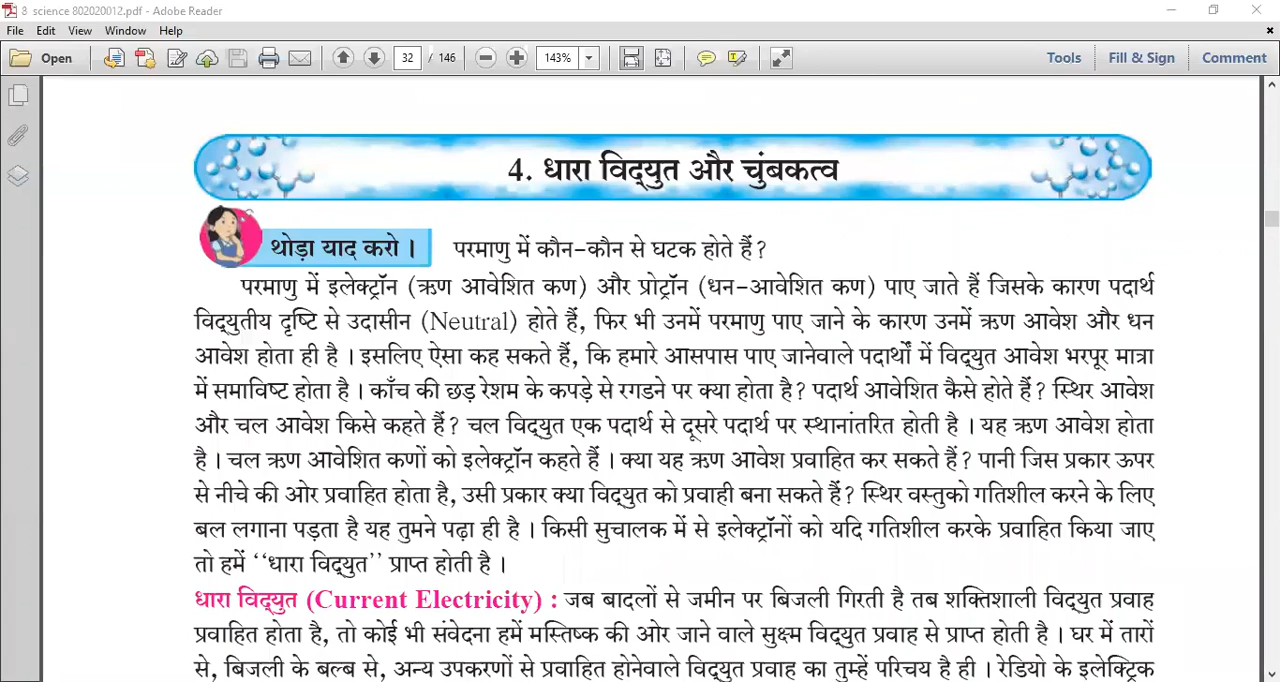 8 science 802020012.pdf - Adobe Reader
File Edit View Window Help
Open 32 / 146 143% Tools Fill & Sign Comment
4. धारा विद्युत और चुंबकत्व
थोड़ा याद करो । परमाणु में कौन-कौन से घटक होते हैं?
परमाणु में इलेक्ट्रॉन (ऋण आवेशित कण) और प्रोट्रॉन (धन-आवेशित कण) पाए जाते हैं जिसके कारण पदार्थ
विद्युतीय दृष्टि से उदासीन (Neutral) होते हैं, फिर भी उनमें परमाणु पाए जाने के कारण उनमें ऋण आवेश और धन
आवेश होता ही है । इसलिए ऐसा कह सकते हैं, कि हमारे आसपास पाए जानेवाले पदार्थों में विद्युत आवेश भरपूर मात्रा
में समाविष्ट होता है । काँच की छड़ रेशम के कपड़े से रगडने पर क्या होता है? पदार्थ आवेशित कैसे होते हैं? स्थिर आवेश
और चल आवेश किसे कहते हैं? चल विद्युत एक पदार्थ से दूसरे पदार्थ पर स्थानांतरित होती है । यह ऋण आवेश होता
है । चल ऋण आवेशित कणों को इलेक्ट्रॉन कहते हैं । क्या यह ऋण आवेश प्रवाहित कर सकते हैं? पानी जिस प्रकार ऊपर
से नीचे की ओर प्रवाहित होता है, उसी प्रकार क्या विद्युत को प्रवाही बना सकते हैं? स्थिर वस्तुको गतिशील करने के लिए
बल लगाना पड़ता है यह तुमने पढ़ा ही है । किसी सुचालक में से इलेक्ट्रॉनों को यदि गतिशील करके प्रवाहित किया जाए
तो हमें ‘‘धारा विद्युत’’ प्राप्त होती है ।
धारा विद्युत (Current Electricity) : जब बादलों से जमीन पर बिजली गिरती है तब शक्तिशाली विद्युत प्रवाह
प्रवाहित होता है, तो कोई भी संवेदना हमें मस्तिष्क की ओर जाने वाले सुक्ष्म विद्युत प्रवाह से प्राप्त होती है । घर में तारों
से, बिजली के बल्ब से, अन्य उपकरणों से प्रवाहित होनेवाले विद्युत प्रवाह का तुम्हें परिचय है ही । रेडियो के इलेक्ट्रिक